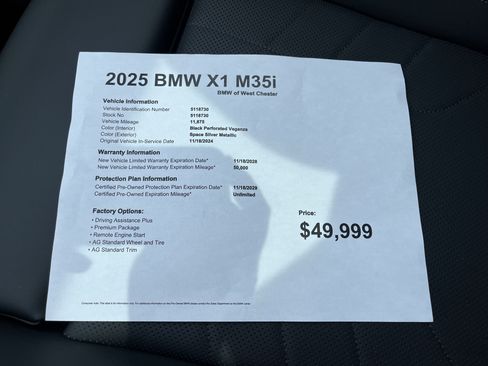 2025 BMW X1 M35i
BMW of West Chester
Vehicle Information
Vehicle Identification Number 5118730
Stock No 5118730
Vehicle Mileage 11,878
Color (Interior) Black Perforated Veganza
Color (Exterior) Space Silver Metallic
Original Vehicle In-Service Date 11/18/2024
Warranty Information
New Vehicle Limited Warranty Expiration Date* 11/18/2028
New Vehicle Limited Warranty Expiration Mileage* 50,000
Protection Plan Information
Certified Pre-Owned Protection Plan Expiration Date* 11/18/2029
Certified Pre-Owned Expiration Mileage* Unlimited
Factory Options:
• Driving Assistance Plus
• Premium Package
• Remote Engine Start
• AG Standard Wheel and Tire
• AG Standard Trim
Price:
$49,999